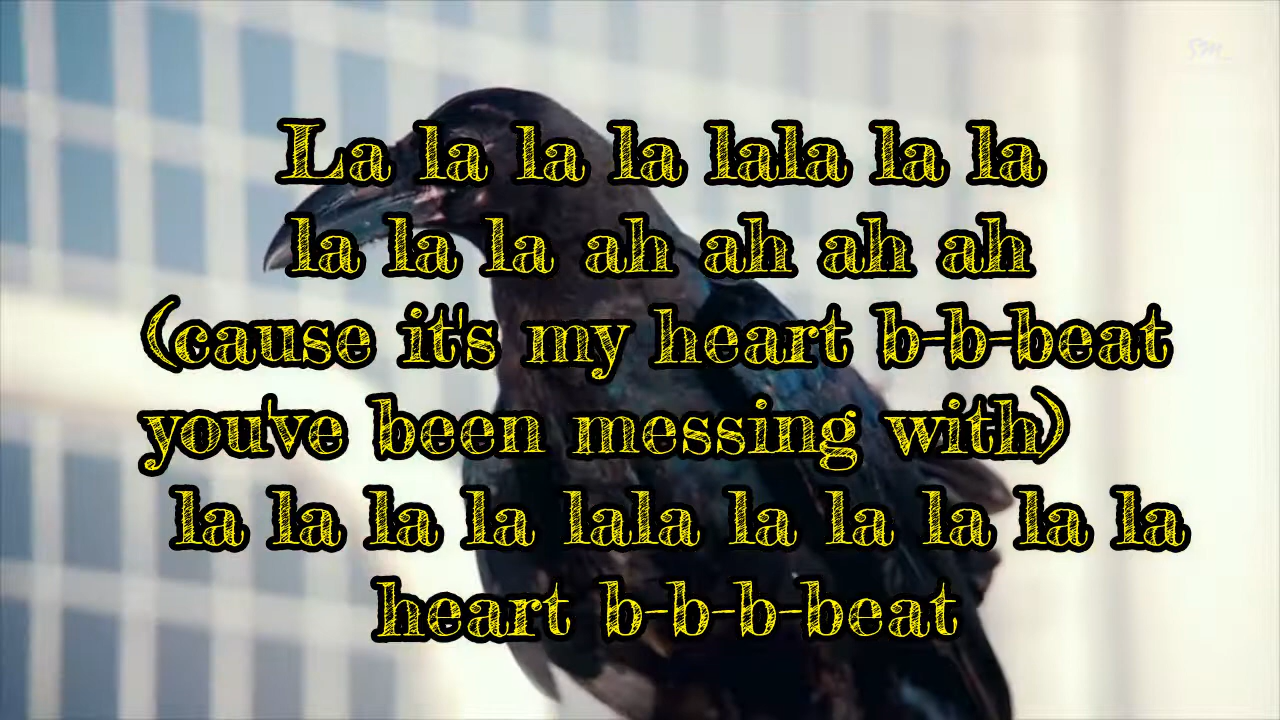 La la la la lala la la
la la la ah ah ah ah
(cause it's my heart b-b-beat
you've been messing with)
la la la la lala la la la la la
heart b-b-b-beat
SM